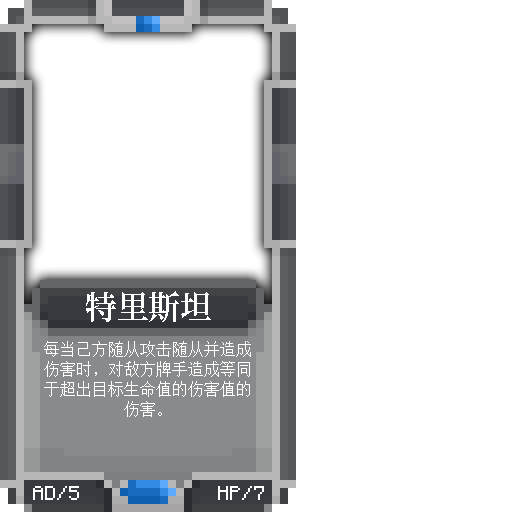 特里斯坦
每当己方随从攻击随从并造成
伤害时，对敌方牌手造成等同
于超出目标生命值的伤害值的
伤害。
AD/5 HP/7